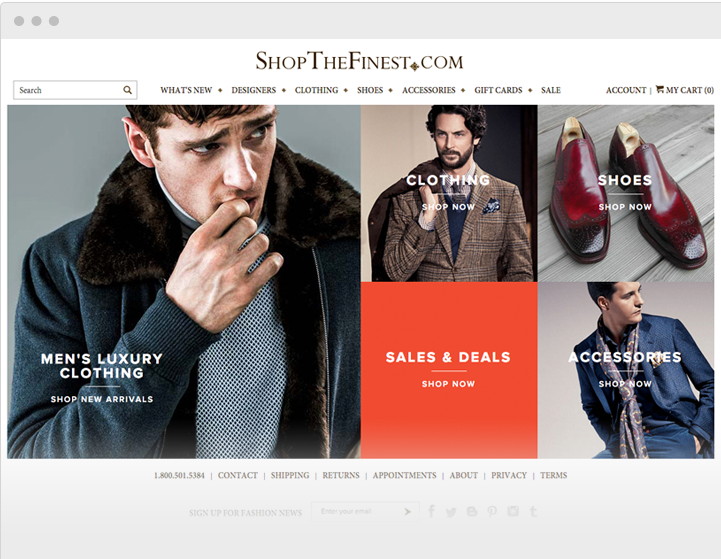 SHOPTHEFINEST.COM
Search
WHAT'S NEW
DESIGNERS
CLOTHING
SHOES
ACCESSORIES
GIFT CARDS
SALE
ACCOUNT | MY CART (0)
MEN'S LUXURY
CLOTHING
SHOP NEW ARRIVALS
CLOTHING
SHOP NOW
SHOES
SHOP NOW
SALES & DEALS
SHOP NOW
ACCESSORIES
SHOP NOW
1.800.501.5384 | CONTACT | SHIPPING | RETURNS | APPOINTMENTS | ABOUT | PRIVACY | TERMS
SIGN UP FOR FASHION NEWS
Enter your email